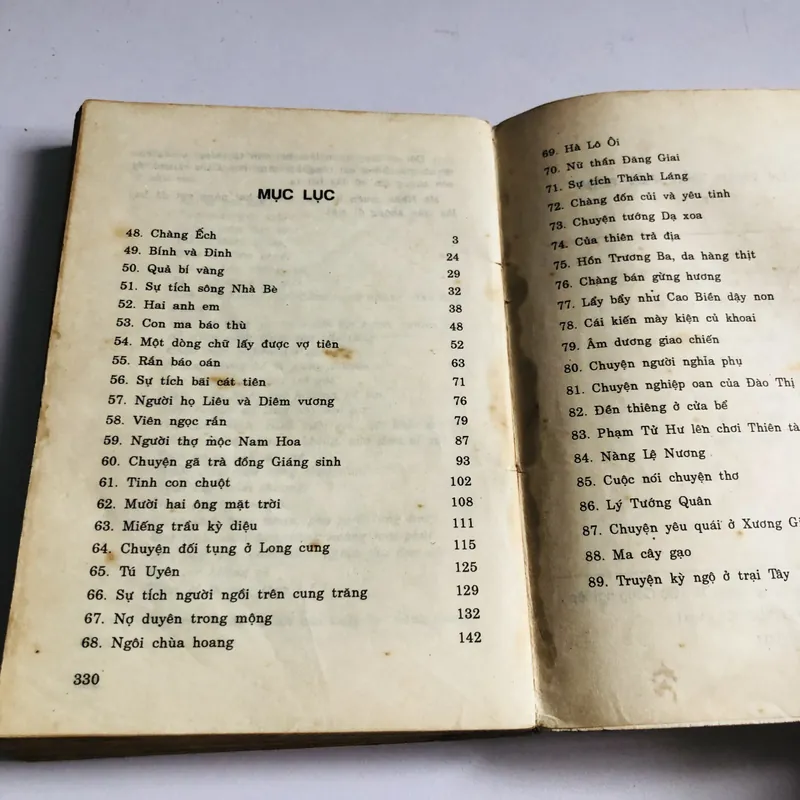 MỤC LỤC
48. Chàng Ếch 3
49. Bính và Đinh 24
50. Quả bí vàng 29
51. Sự tích sông Nhà Bè 32
52. Hai anh em 38
53. Con ma báo thù 48
54. Một dòng chữ lấy được vợ tiên 52
55. Rắn báo oán 63
56. Sự tích bãi cát tiên 71
57. Người họ Liêu và Diêm vương 76
58. Viên ngọc rắn 79
59. Người thợ mộc Nam Hoa 87
60. Chuyện gã trà đồng Giáng sinh 93
61. Tinh con chuột 102
62. Mười hai ông mặt trời 108
63. Miếng trầu kỳ diệu 111
64. Chuyện đối tụng ở Long cung 115
65. Tú Uyên 125
66. Sự tích người ngồi trên cung trăng 129
67. Nợ duyên trong mộng 132
68. Ngôi chùa hoang 142
330
69. Hà Lô Ôi
70. Nữ thần Đăng Giai
71. Sự tích Thánh Láng
72. Chàng đốn củi và yêu tinh
73. Chuyện tướng Dạ xoa
74. Của thiên trả địa
75. Hồn Trương Ba, da hàng thịt
76. Chàng bán gừng hương
77. Lẩy bẩy như Cao Biền dậy non
78. Cái kiến mày kiện củ khoai
79. Âm dương giao chiến
80. Chuyện người nghĩa phụ
81. Chuyện nghiệp oan của Đào Thị
82. Đền thiêng ở cửa bể
83. Phạm Tử Hư lên chơi Thiên tà
84. Nàng Lệ Nương
85. Cuộc nói chuyện thơ
86. Lý Tướng Quân
87. Chuyện yêu quái ở Xương G
88. Ma cây gạo
89. Truyện kỳ ngộ ở trại Tây